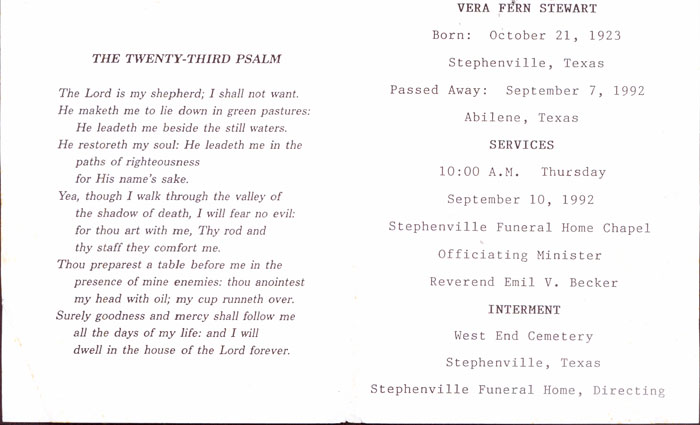 THE TWENTY-THIRD PSALM
The Lord is my shepherd; I shall not want.
He maketh me to lie down in green pastures:
He leadeth me beside the still waters.
He restoreth my soul: He leadeth me in the
paths of righteousness
for His name's sake.
Yea, though I walk through the valley of
the shadow of death, I will fear no evil:
for thou art with me, Thy rod and
thy staff they comfort me.
Thou preparest a table before me in the
presence of mine enemies: thou anointest
my head with oil; my cup runneth over.
Surely goodness and mercy shall follow me
all the days of my life: and I will
dwell in the house of the Lord forever.
VERA FERN STEWART
Born: October 21, 1923
Stephenville, Texas
Passed Away: September 7, 1992
Abilene, Texas
SERVICES
10:00 A.M. Thursday
September 10, 1992
Stephenville Funeral Home Chapel
Officiating Minister
Reverend Emil V. Becker
INTERMENT
West End Cemetery
Stephenville, Texas
Stephenville Funeral Home, Directing